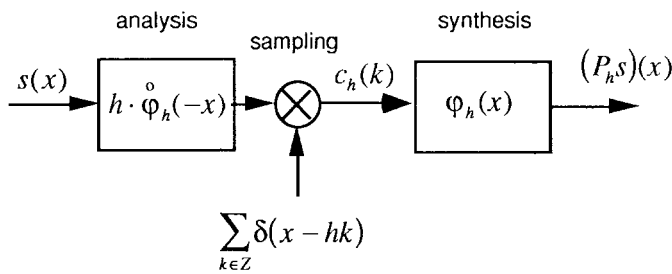 analysis
synthesis
sampling
s(x)
h · φ̊_h(−x)
c_h(k)
φ_h(x)
(P_h s)(x)
∑_{k∈Z} δ(x − hk)